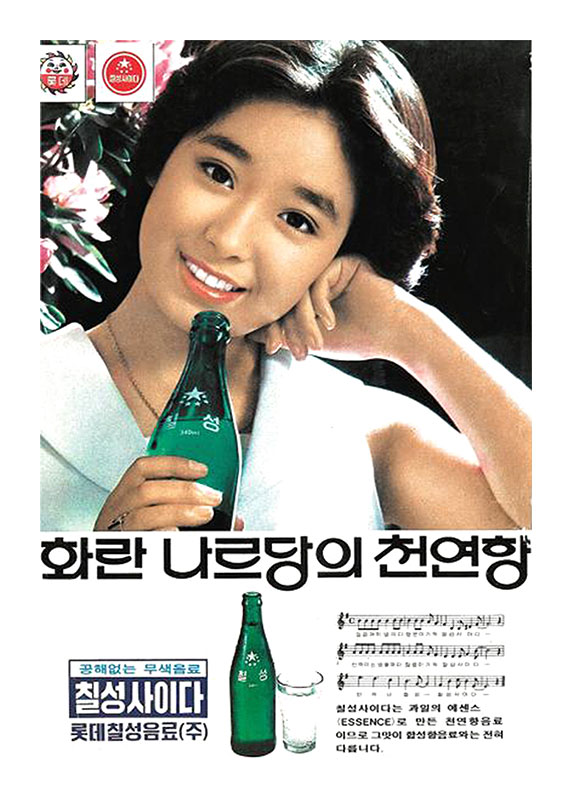 롯데
칠성사이다
칠성
340ml
화란 나르당의 천연향
칠성
공해없는 무색음료
칠성사이다
롯데칠성음료(주)
칠성사이다는 과일의 에센스
(ESSENCE)로 만든 천연향음료
이므로 그맛이 합성향음료와는 전혀
다릅니다.